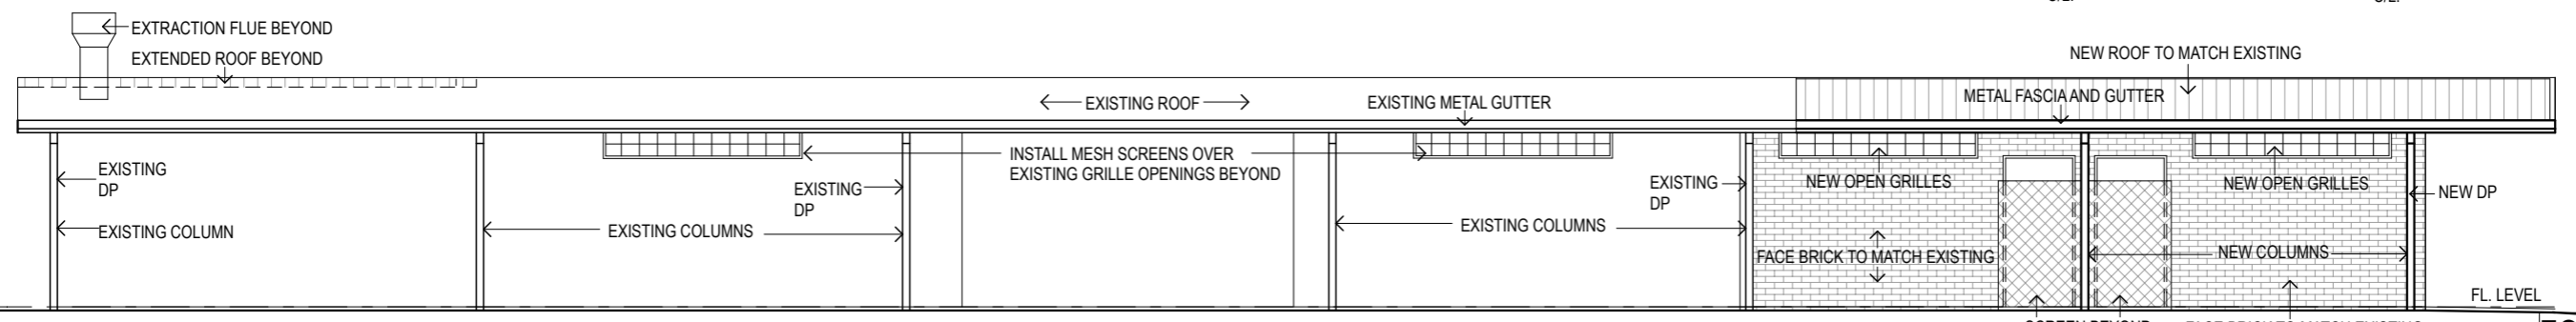 EXTRACTION FLUE BEYOND
EXTENDED ROOF BEYOND
NEW ROOF TO MATCH EXISTING
EXISTING ROOF
EXISTING METAL GUTTER
METAL FASCIA AND GUTTER
INSTALL MESH SCREENS OVER
EXISTING GRILLE OPENINGS BEYOND
EXISTING
DP
EXISTING
DP
EXISTING
DP
NEW OPEN GRILLES
NEW OPEN GRILLES
NEW DP
EXISTING COLUMN
EXISTING COLUMNS
EXISTING COLUMNS
FACE BRICK TO MATCH EXISTING
NEW COLUMNS
FL. LEVEL